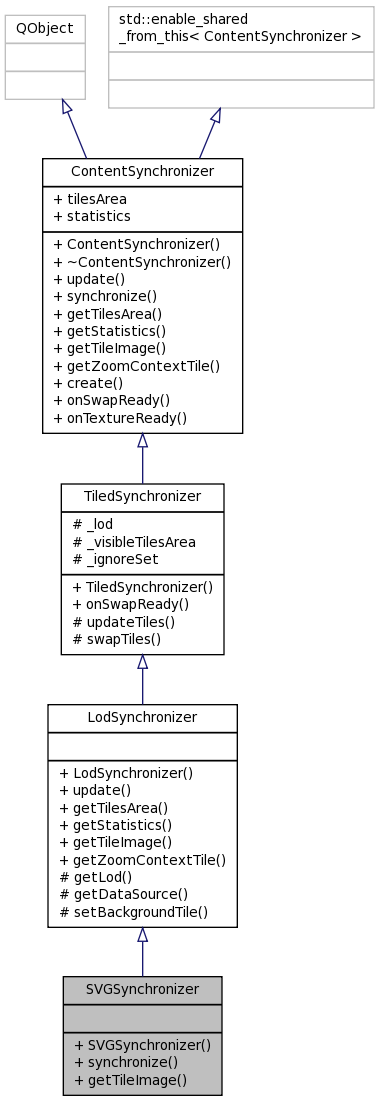 QObject
std::enable_shared
_from_this< ContentSynchronizer >
ContentSynchronizer
+ tilesArea
+ statistics
+ ContentSynchronizer()
+ ~ContentSynchronizer()
+ update()
+ synchronize()
+ getTilesArea()
+ getStatistics()
+ getTileImage()
+ getZoomContextTile()
+ create()
+ onSwapReady()
+ onTextureReady()
TiledSynchronizer
# _lod
# _visibleTilesArea
# _ignoreSet
+ TiledSynchronizer()
+ onSwapReady()
# updateTiles()
# swapTiles()
LodSynchronizer
+ LodSynchronizer()
+ update()
+ getTilesArea()
+ getStatistics()
+ getTileImage()
+ getZoomContextTile()
# getLod()
# getDataSource()
# setBackgroundTile()
SVGSynchronizer
+ SVGSynchronizer()
+ synchronize()
+ getTileImage()